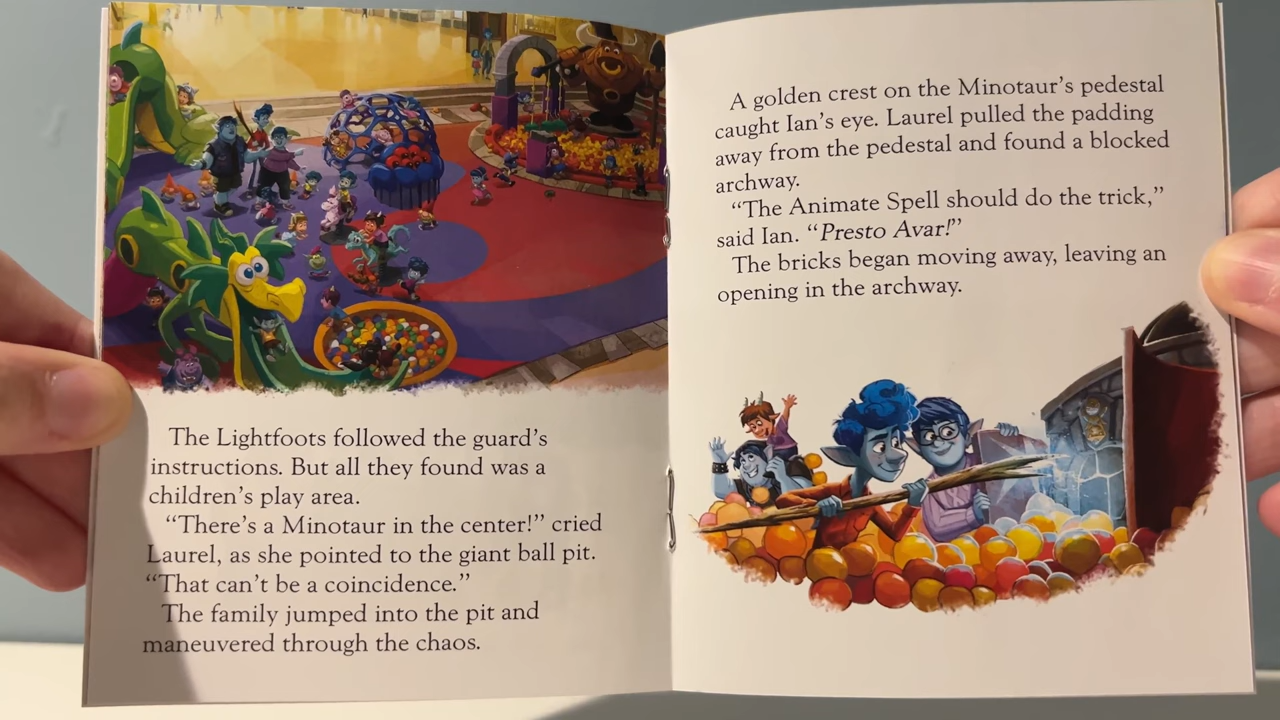 The Lightfoots followed the guard's
instructions. But all they found was a
children's play area.
“There's a Minotaur in the center!” cried
Laurel, as she pointed to the giant ball pit.
“That can't be a coincidence.”
The family jumped into the pit and
maneuvered through the chaos.
A golden crest on the Minotaur's pedestal
caught Ian's eye. Laurel pulled the padding
away from the pedestal and found a blocked
archway.
“The Animate Spell should do the trick,”
said Ian. “Presto Avar!”
The bricks began moving away, leaving an
opening in the archway.